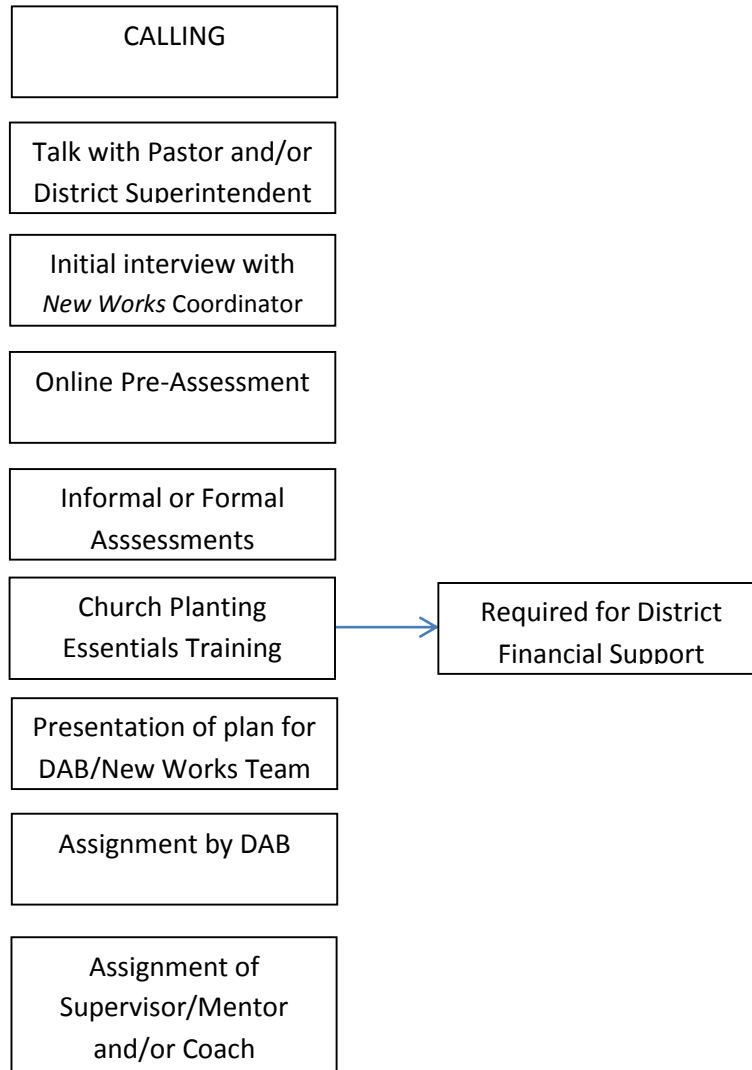 CALLING
Talk with Pastor and/or
District Superintendent
Initial interview with
New Works Coordinator
Online Pre-Assessment
Informal or Formal
Asssessments
Church Planting
Essentials Training
Required for District
Financial Support
Presentation of plan for
DAB/New Works Team
Assignment by DAB
Assignment of
Supervisor/Mentor
and/or Coach